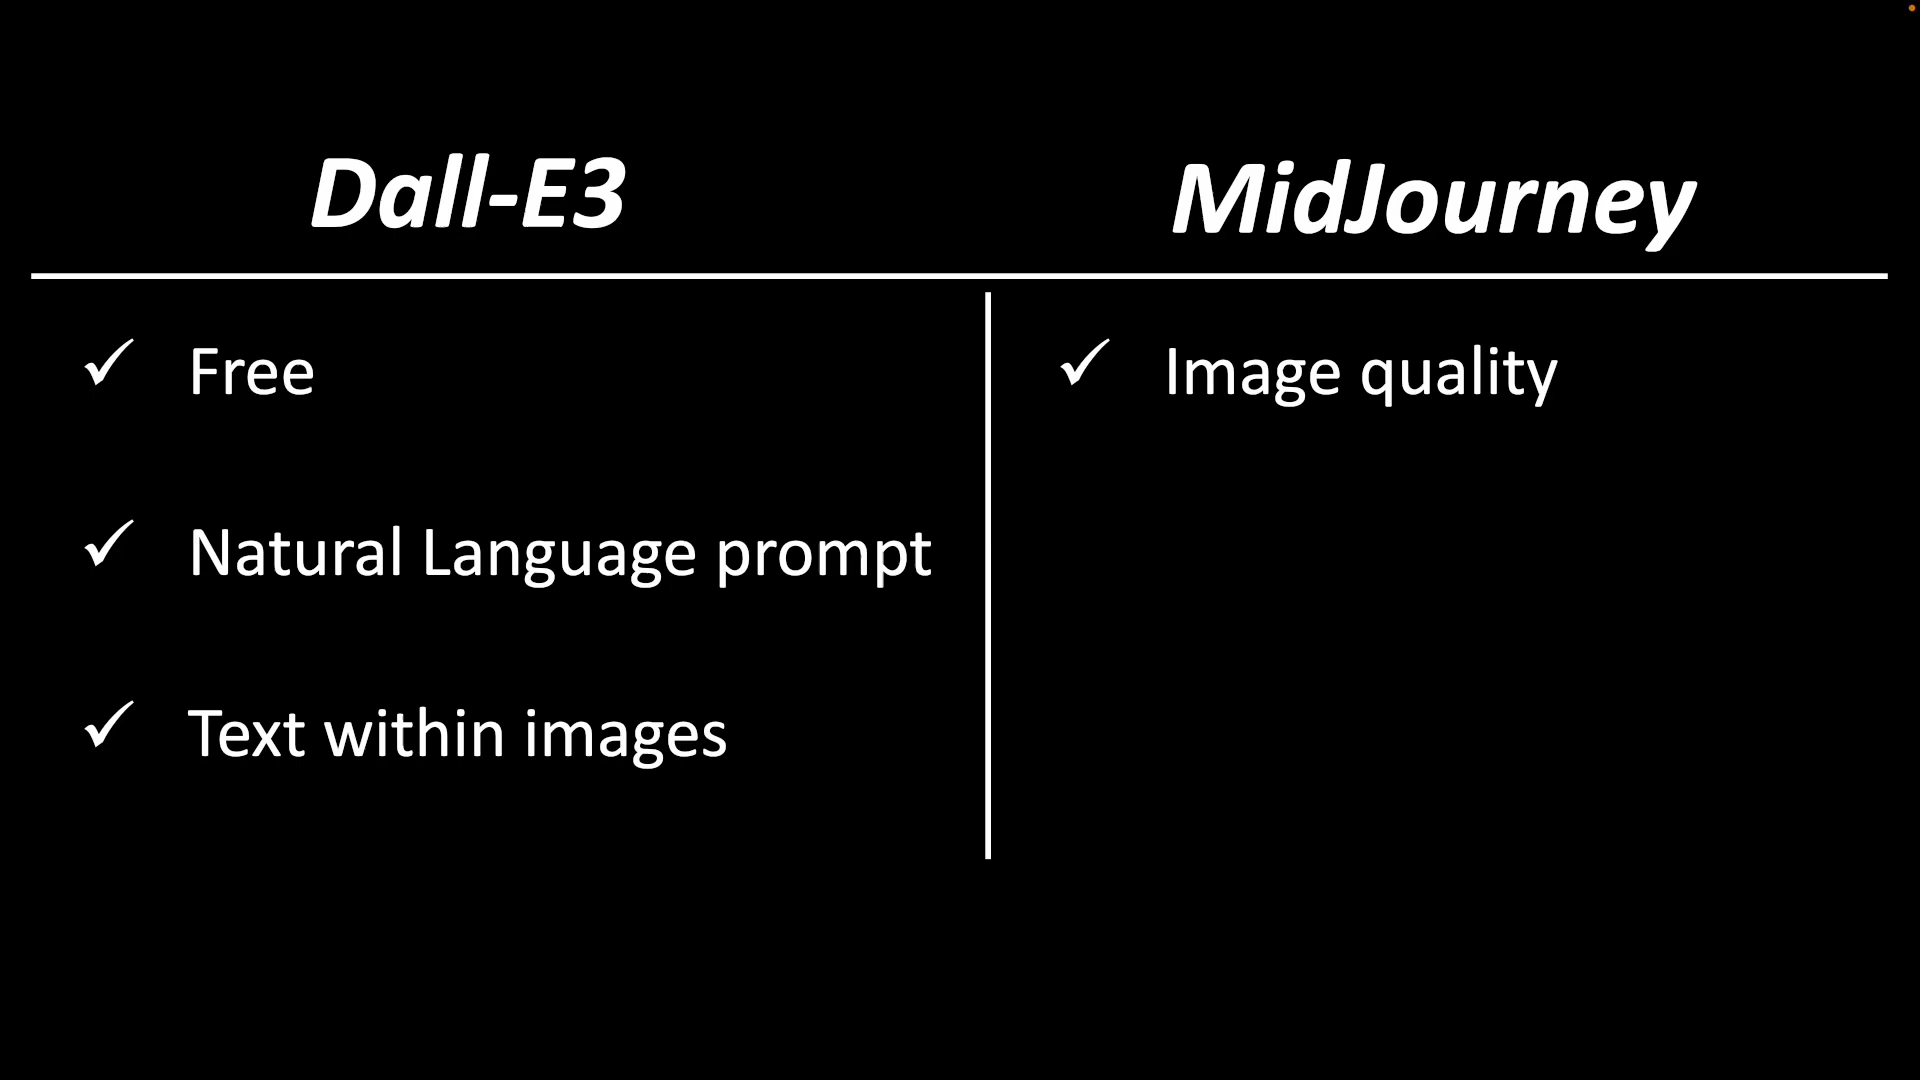 Dall-E3
MidJourney
✓ Free
✓ Image quality
✓ Natural Language prompt
✓ Text within images